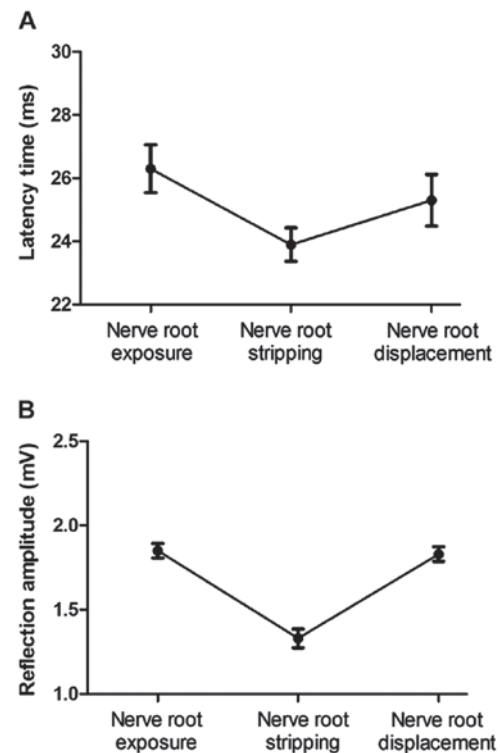 A
Latency time (ms)
30
28
26
24
22
Nerve root
exposure
Nerve root
stripping
Nerve root
displacement
B
Reflection amplitude (mV)
2.5
2.0
1.5
1.0
Nerve root
exposure
Nerve root
stripping
Nerve root
displacement